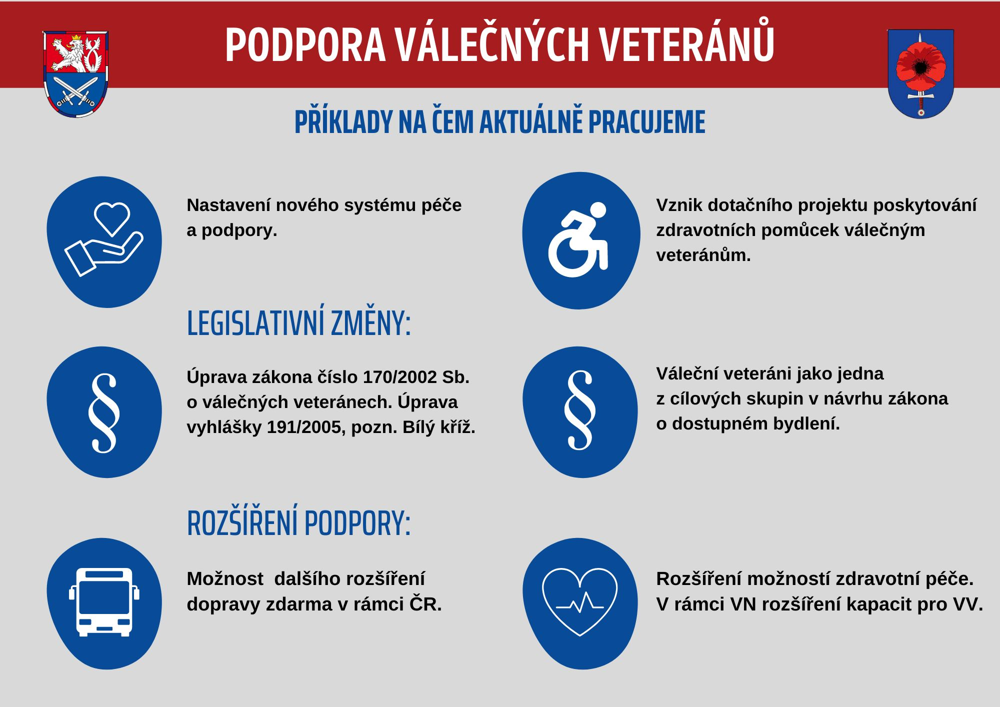 PODPORA VÁLEČNÝCH VETERÁNŮ
PŘÍKLADY NA ČEM AKTUÁLNĚ PRACUJEME
Nastavení nového systému péče
a podpory.
Vznik dotačního projektu poskytování
zdravotních pomůcek válečným
veteránům.
LEGISLATIVNÍ ZMĚNY:
§
Úprava zákona číslo 170/2002 Sb.
o válečných veteránech. Úprava
vyhlášky 191/2005, pozn. Bílý kříž.
§
Váleční veteráni jako jedna
z cílových skupin v návrhu zákona
o dostupném bydlení.
ROZŠÍŘENÍ PODPORY:
Možnost  dalšího rozšíření
dopravy zdarma v rámci ČR.
Rozšíření možností zdravotní péče.
V rámci VN rozšíření kapacit pro VV.